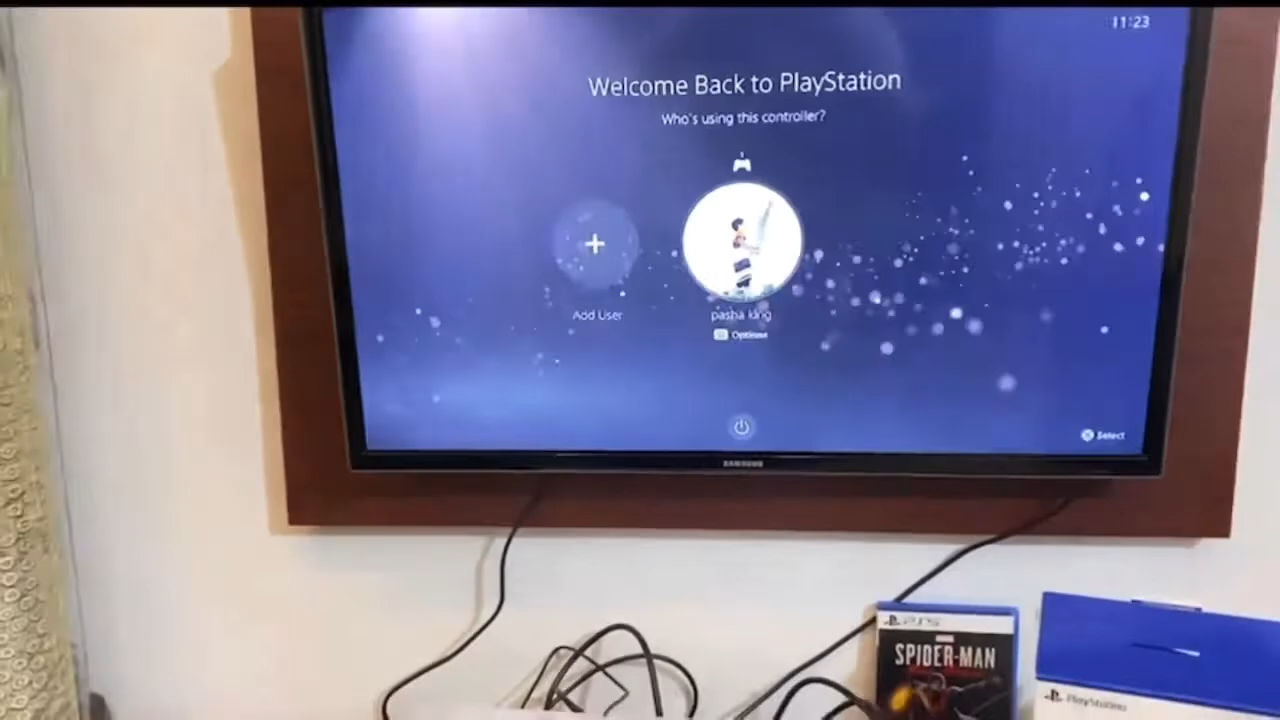 11:23
Welcome Back to PlayStation
Who's using this controller?
Add User
pasha king
Options
Select
SAMSUNG
PS5
MARVEL
SPIDER-MAN
PlayStation